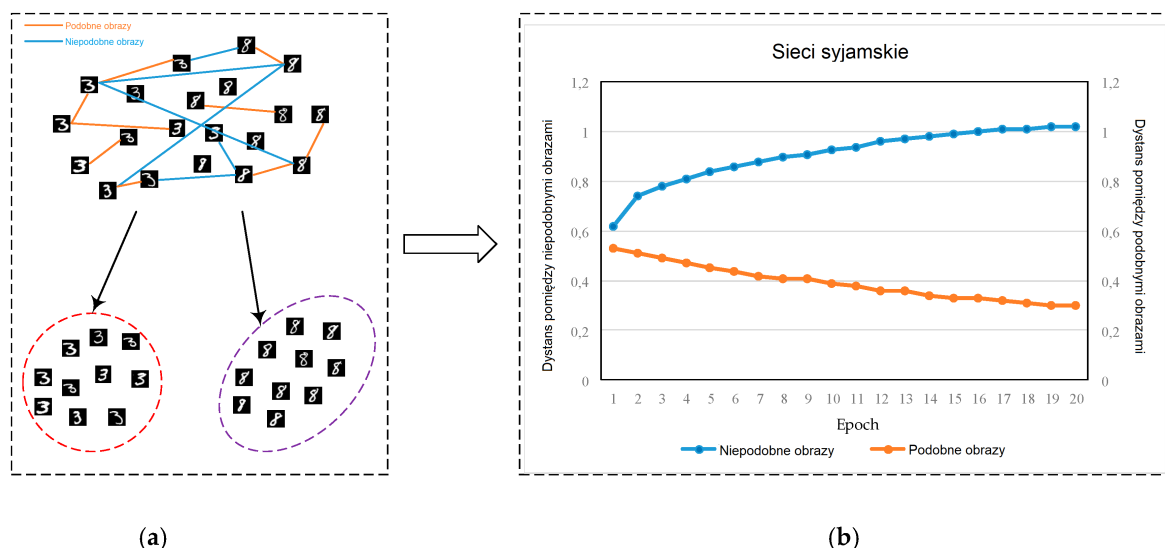 Podobne obrazy
Niepodobne obrazy
Sieci syjamskie
Dystans pomiędzy niepodobnymi obrazami
1,2
1
0,8
0,6
0,4
0,2
0
1,2
1
0,8
0,6
0,4
0,2
0
Dystans pomiędzy podobnymi obrazami
1 2 3 4 5 6 7 8 9 10 11 12 13 14 15 16 17 18 19 20
Epoch
Niepodobne obrazy Podobne obrazy
(a) (b)